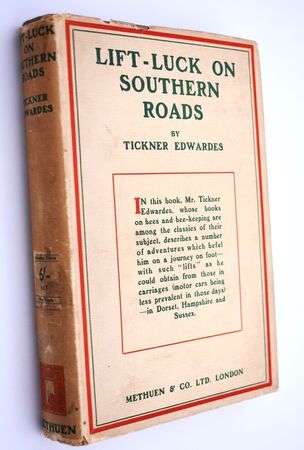 LIFT-LUCK ON
SOUTHERN
ROADS
BY
TICKNER EDWARDES
IN this book, Mr. Tickner
Edwardes, whose books
on bees and bee-keeping are
among the classics of their
subject, describes a number
of adventures which befel
him on a journey on foot—
with such "lifts" as he
could obtain from those in
carriages (motor cars being
less prevalent in those days)
—in Dorset, Hampshire and
Sussex.
METHUEN & CO. LTD. LONDON
LIFT-LUCK
ON
SOUTHERN
ROADS
TICKNER
EDWARDES
6/-
METHUEN